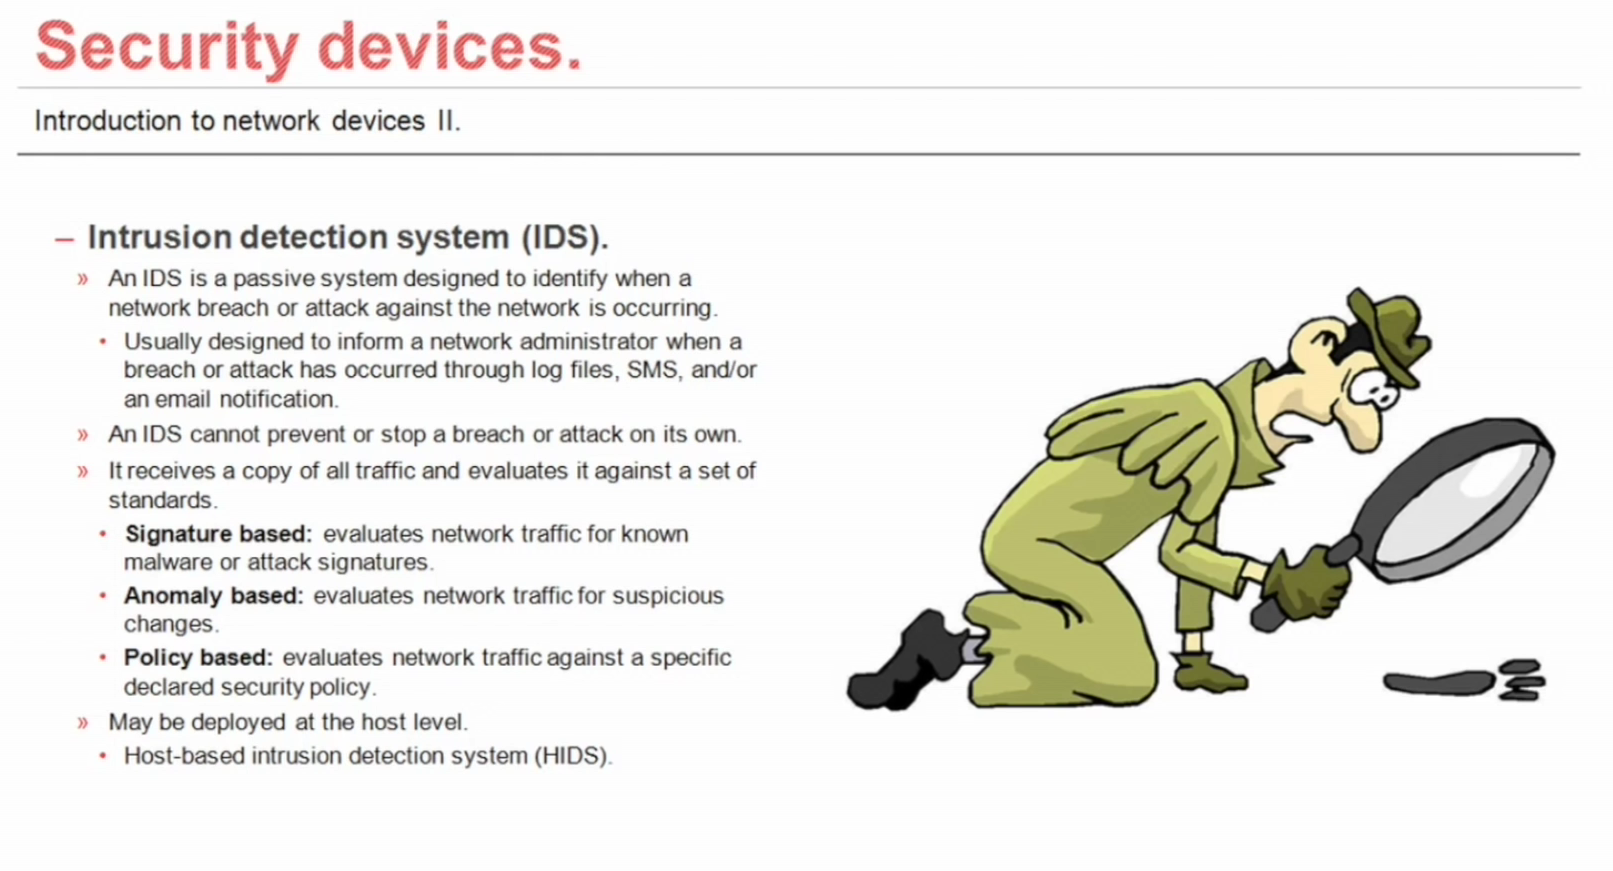 Security devices.
Introduction to network devices II.
– Intrusion detection system (IDS).
» An IDS is a passive system designed to identify when a
network breach or attack against the network is occurring.
• Usually designed to inform a network administrator when a
breach or attack has occurred through log files, SMS, and/or
an email notification.
» An IDS cannot prevent or stop a breach or attack on its own.
» It receives a copy of all traffic and evaluates it against a set of
standards.
• Signature based: evaluates network traffic for known
malware or attack signatures.
• Anomaly based: evaluates network traffic for suspicious
changes.
• Policy based: evaluates network traffic against a specific
declared security policy.
» May be deployed at the host level.
• Host-based intrusion detection system (HIDS).